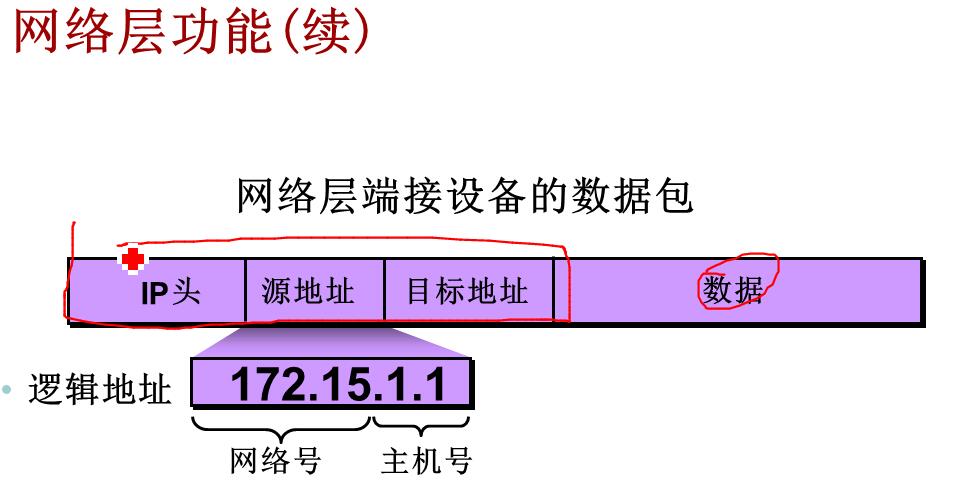 网络层功能(续)
网络层端接设备的数据包
IP头 源地址 目标地址 数据
• 逻辑地址 172.15.1.1
网络号 主机号